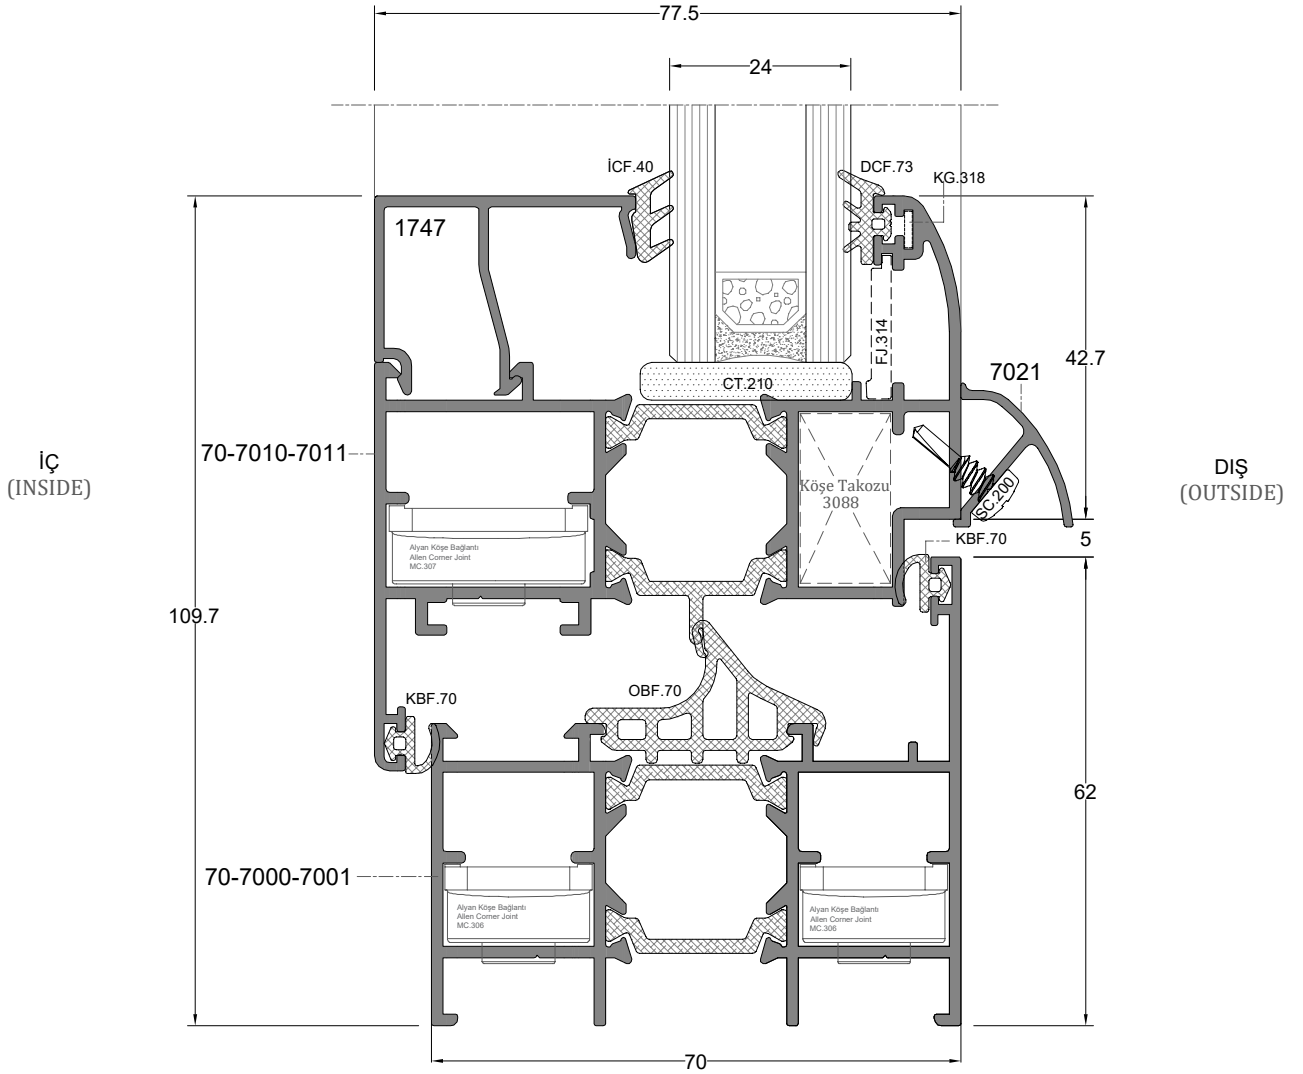 77.5
24
İCF.40
DCF.73
KG.318
1747
FJ.314
42.7
7021
CT.210
70-7010-7011
İÇ
(INSIDE)
DIŞ
(OUTSIDE)
Köşe Takozu
3088
SC.200
Alyan Köşe Bağlantı
Allen Corner Joint
MC.307
KBF.70
5
109.7
KBF.70
OBF.70
62
70-7000-7001
Alyan Köşe Bağlantı
Allen Corner Joint
MC.306
Alyan Köşe Bağlantı
Allen Corner Joint
MC.306
70